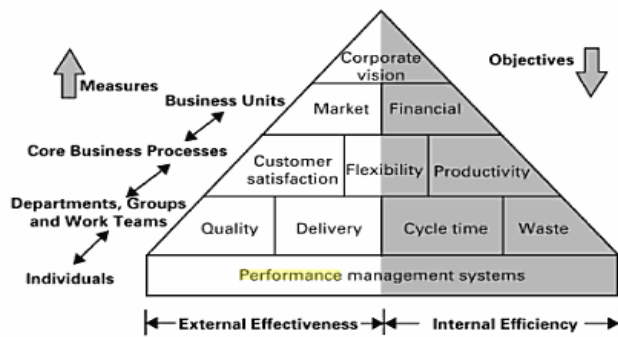 Corporate
vision
Objectives
Measures
Business Units
Market
Financial
Core Business Processes
Customer
satisfaction
Flexibility
Productivity
Departments, Groups
and Work Teams
Quality
Delivery
Cycle time
Waste
Individuals
Performance management systems
External Effectiveness
Internal Efficiency